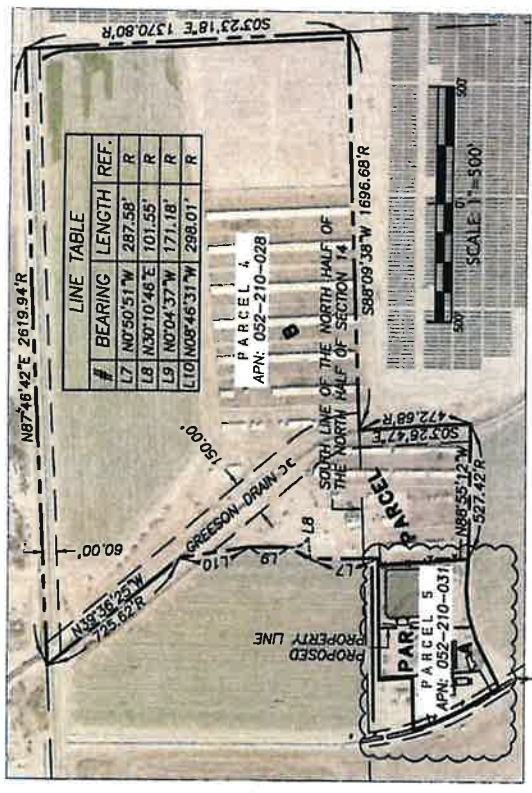 N87°46'42"E 2619.94'R
S03°23'18"E 1370.80'R
60.00'
LINE TABLE
# BEARING LENGTH REF.
L7 N0°50'51"W 287.58' R
L8 N30°10'46"E 101.55' R
L9 N0°04'37"W 171.18' R
L10 N08°46'31"W 298.01' R
N39°36'25"W
725.62'R
150.00'
GREESON DRAIN
PARCEL 4
APN: 052-210-028
B
L10
L9
L8
L7
SOUTH LINE OF THE NORTH HALF OF
THE NORTH HALF OF SECTION 14
S88°09'38"W 1696.68'R
PROPOSED
PROPERTY LINE
PARCEL
S03°26'47"E
472.68'R
N86°55'12"W
527.42'R
PAR
PARCEL 5
APN: 052-210-031
A
500' 0 500'
SCALE 1"=500'